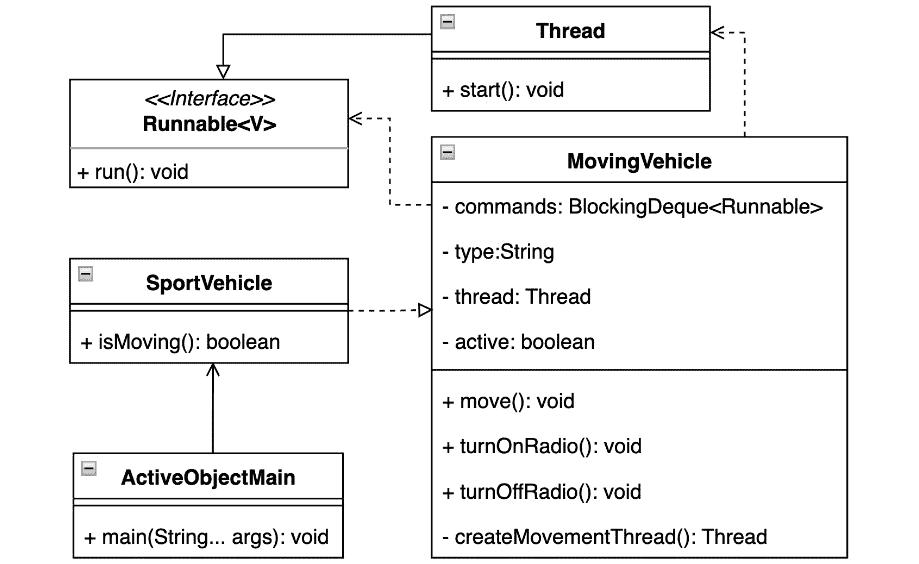 Thread
+ start(): void
<<Interface>>
Runnable<V>
+ run(): void
MovingVehicle
- commands: BlockingDeque<Runnable>
- type:String
- thread: Thread
- active: boolean
+ move(): void
+ turnOnRadio(): void
+ turnOffRadio(): void
- createMovementThread(): Thread
SportVehicle
+ isMoving(): boolean
ActiveObjectMain
+ main(String... args): void